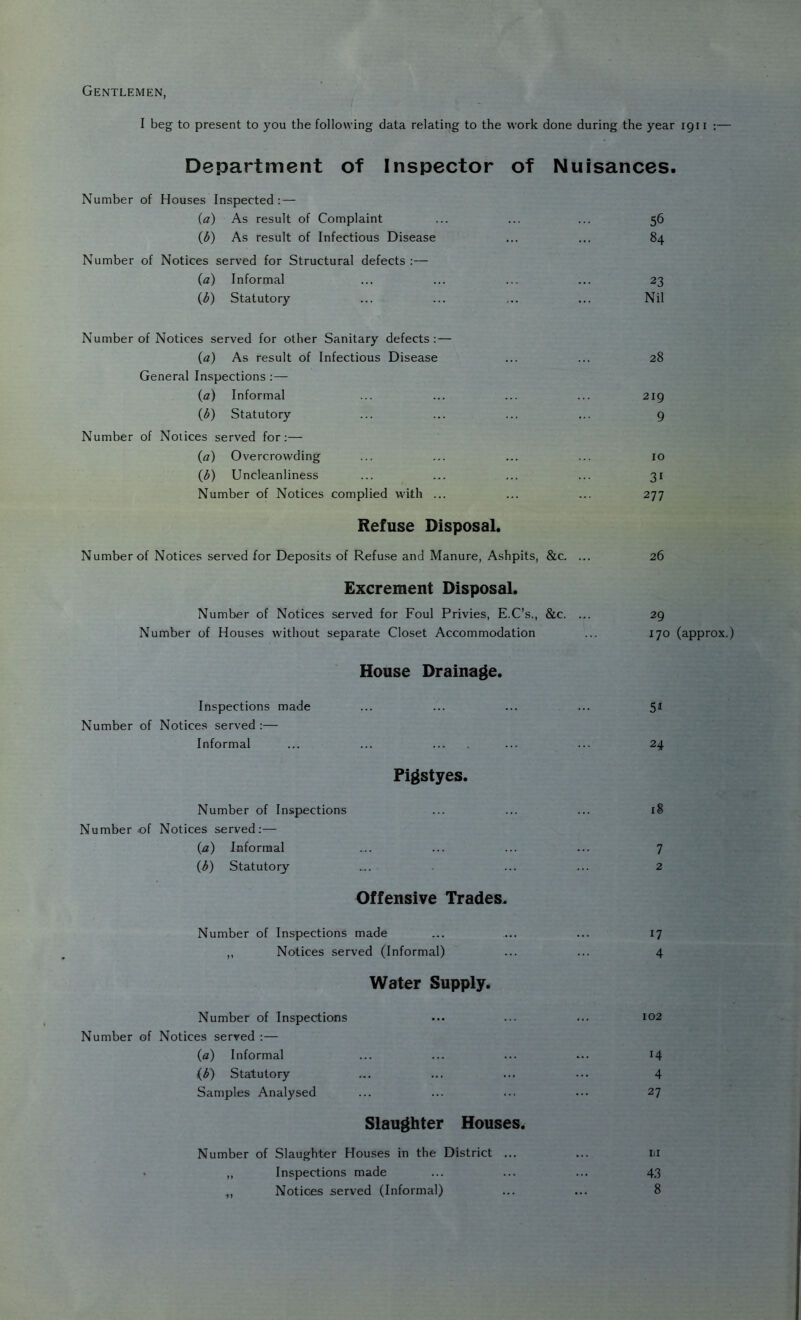 GENTLEMEN,
I beg to present to you the following data relating to the work done during the year 1911 :—
Department of Inspector of Nuisances.
Number of Houses Inspected :—
(a) As result of Complaint ... ... ... 56
(b) As result of Infectious Disease ... ... 84
Number of Notices served for Structural defects :—
(a) Informal ... ... ... ... 23
(b) Statutory ... ... ... ... Nil
Number of Notices served for other Sanitary defects :—
(a) As result of Infectious Disease ... ... 28
General Inspections :—
(a) Informal ... ... ... ... 219
(b) Statutory ... ... ... ... 9
Number of Notices served for :—
(a) Overcrowding ... ... ... ... 10
(b) Uncleanliness ... ... ... ... 31
Number of Notices complied with ... ... ... 277
Refuse Disposal.
Number of Notices served for Deposits of Refuse and Manure, Ashpits, &c. ... 26
Excrement Disposal.
Number of Notices served for Foul Privies, E.C's., &c. ... 29
Number of Houses without separate Closet Accommodation ... 170 (approx.)
House Drainage.
Inspections made ... ... ... ... 51
Number of Notices served :—
Informal ... ... ... ... ... 24
Pigstyes.
Number of Inspections ... ... ... 18
Number of Notices served :—
(a) Informal ... ... ... ... 7
(b) Statutory ... ... ... 2
Offensive Trades.
Number of Inspections made ... ... ... 17
,, Notices served (Informal) ... ... 4
Water Supply.
Number of Inspections ... ... ... 102
Number of Notices served :—
(a) Informal ... ... ... ... 14
(b) Statutory ... ... ... ... 4
Samples Analysed ... ... ... ... 27
Slaughter Houses.
Number of Slaughter Houses in the District ... ... 11
,, Inspections made ... ... ... 43
,, Notices served (Informal) ... ... 8